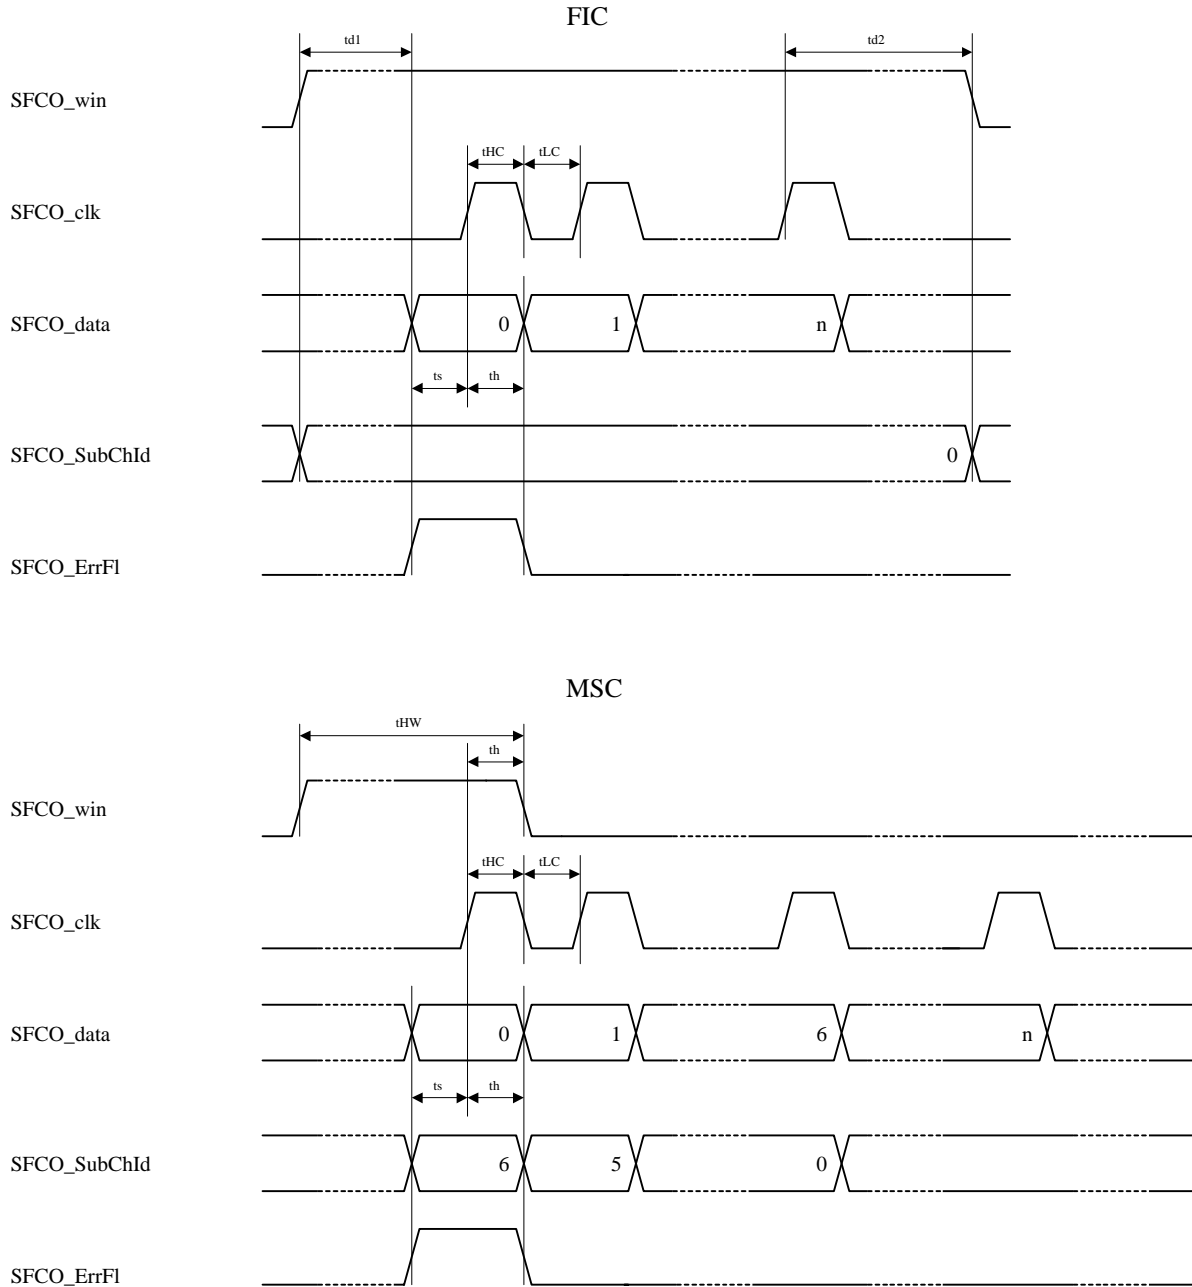 FIC
td1 td2
SFCO_win
tHC tLC
SFCO_clk
SFCO_data 0 1 n
ts th
SFCO_SubChId 0
SFCO_ErrFl
MSC
tHW
th
SFCO_win
tHC tLC
SFCO_clk
SFCO_data 0 1 6 n
ts th
SFCO_SubChId 6 5 0
SFCO_ErrFl